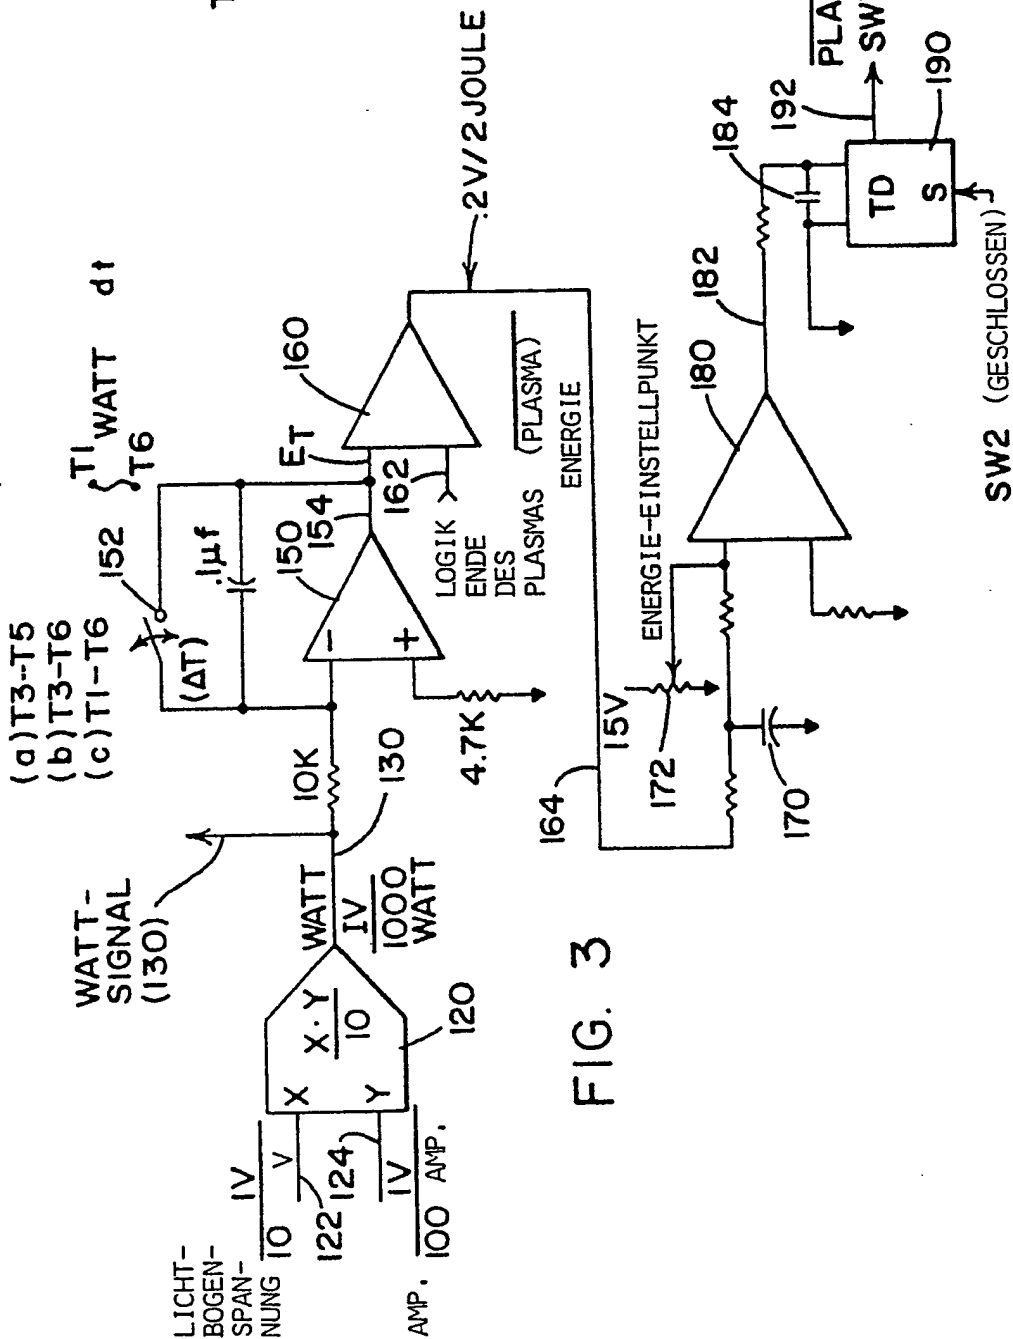 LICHT-
BOGEN-
SPAN-
NUNG
1V
10 V
122
124
AMP.
1V
100 AMP.
X
Y
X·Y
10
120
WATT-
SIGNAL
(130)
WATT
1V
1000
WATT
130
10K
(a) T3-T5
(b) T3-T6
(c) T1-T6
152
(ΔT)
.1µf
∫ T1 WATT dt
T6
150
154
−
+
4.7K
ET
160
162
LOGIK
ENDE
DES
PLASMAS (PLASMA)
.2V/2 JOULE
ENERGIE
164
15V
172
170
ENERGIE-EINSTELLPUNKT
180
182
184
TD
S
190
192
PLA
SW
SW2 (GESCHLOSSEN)
FIG. 3